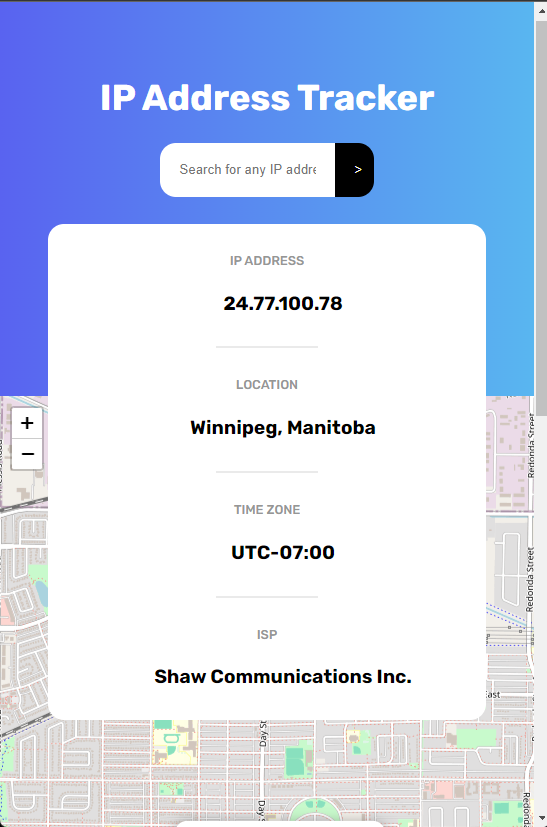 IP Address Tracker
Search for any IP addre
>
IP ADDRESS
24.77.100.78
LOCATION
Winnipeg, Manitoba
TIME ZONE
UTC-07:00
ISP
Shaw Communications Inc.
+
−
Redonda Street
Redonda Street
East
Day St
Day S
Redonda